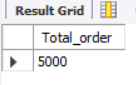 Result Grid
Total_order
5000